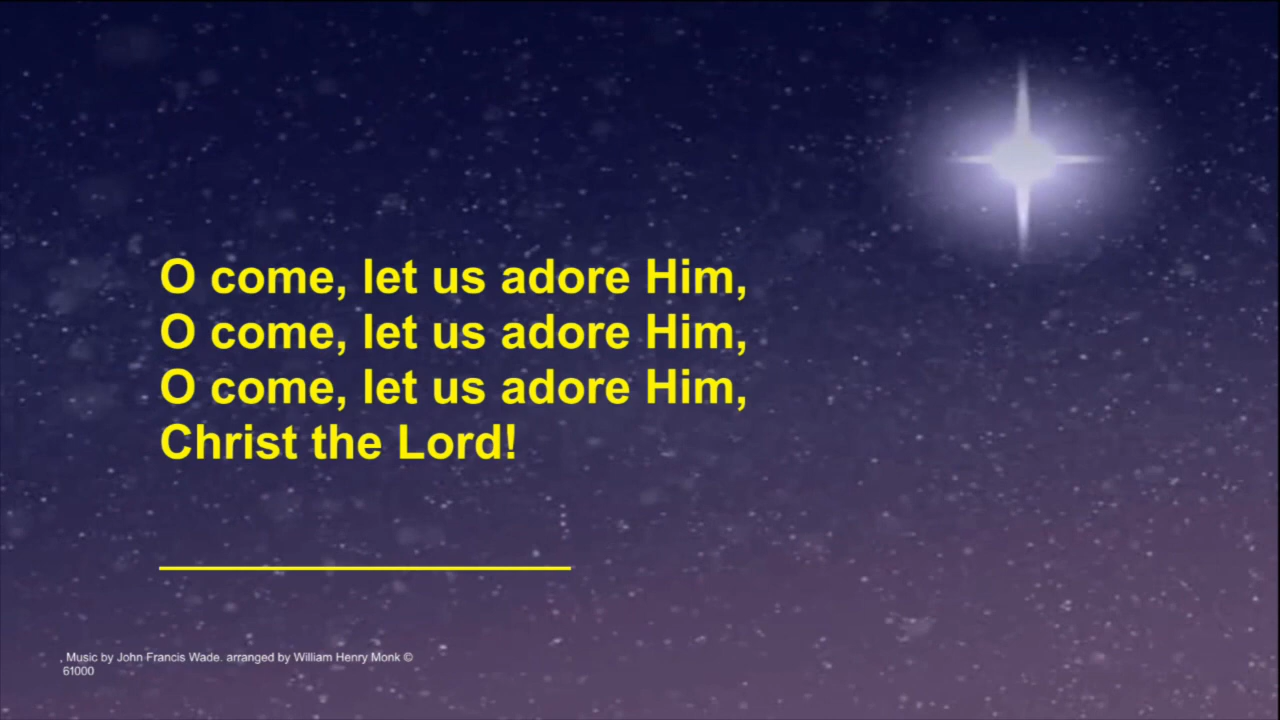 O come, let us adore Him,
O come, let us adore Him,
O come, let us adore Him,
Christ the Lord!
_________________
, Music by John Francis Wade. arranged by William Henry Monk ©
61000